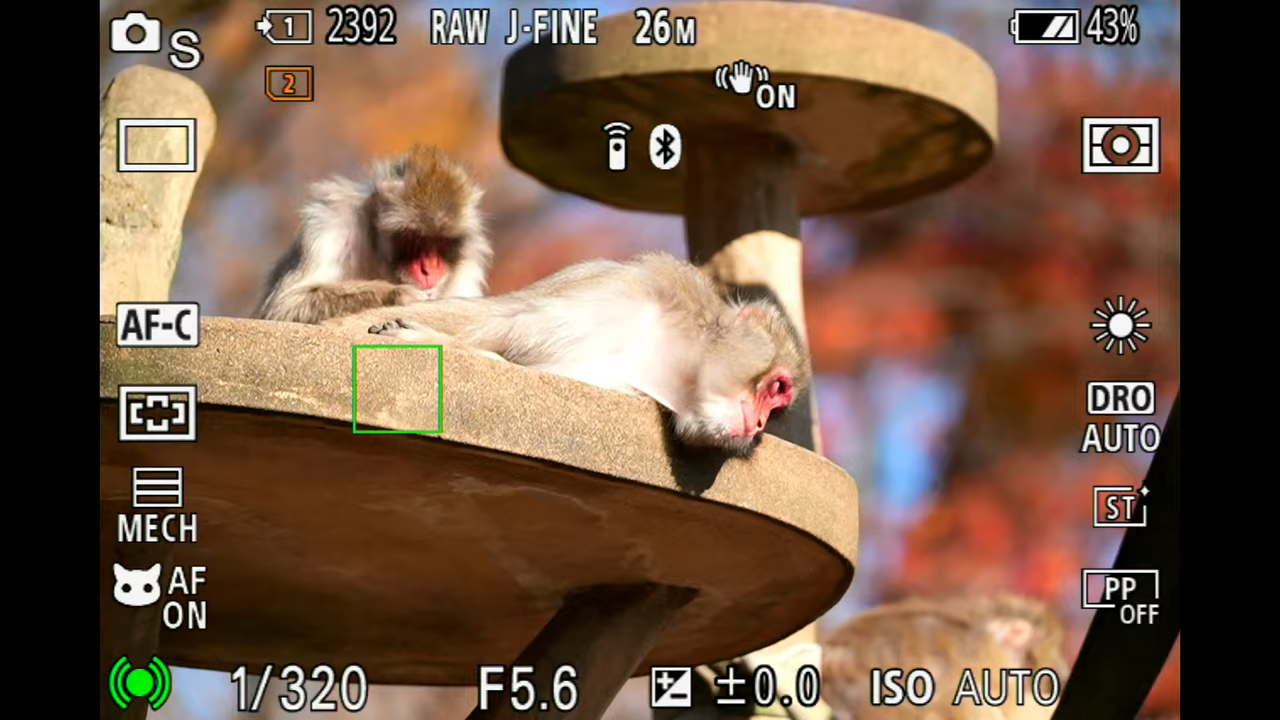 S
1 2392 RAW J-FINE 26M 43%
2
ON
AF-C
DRO
AUTO
MECH
ST
AF
ON
PP
OFF
1/320 F5.6 ±0.0 ISO AUTO